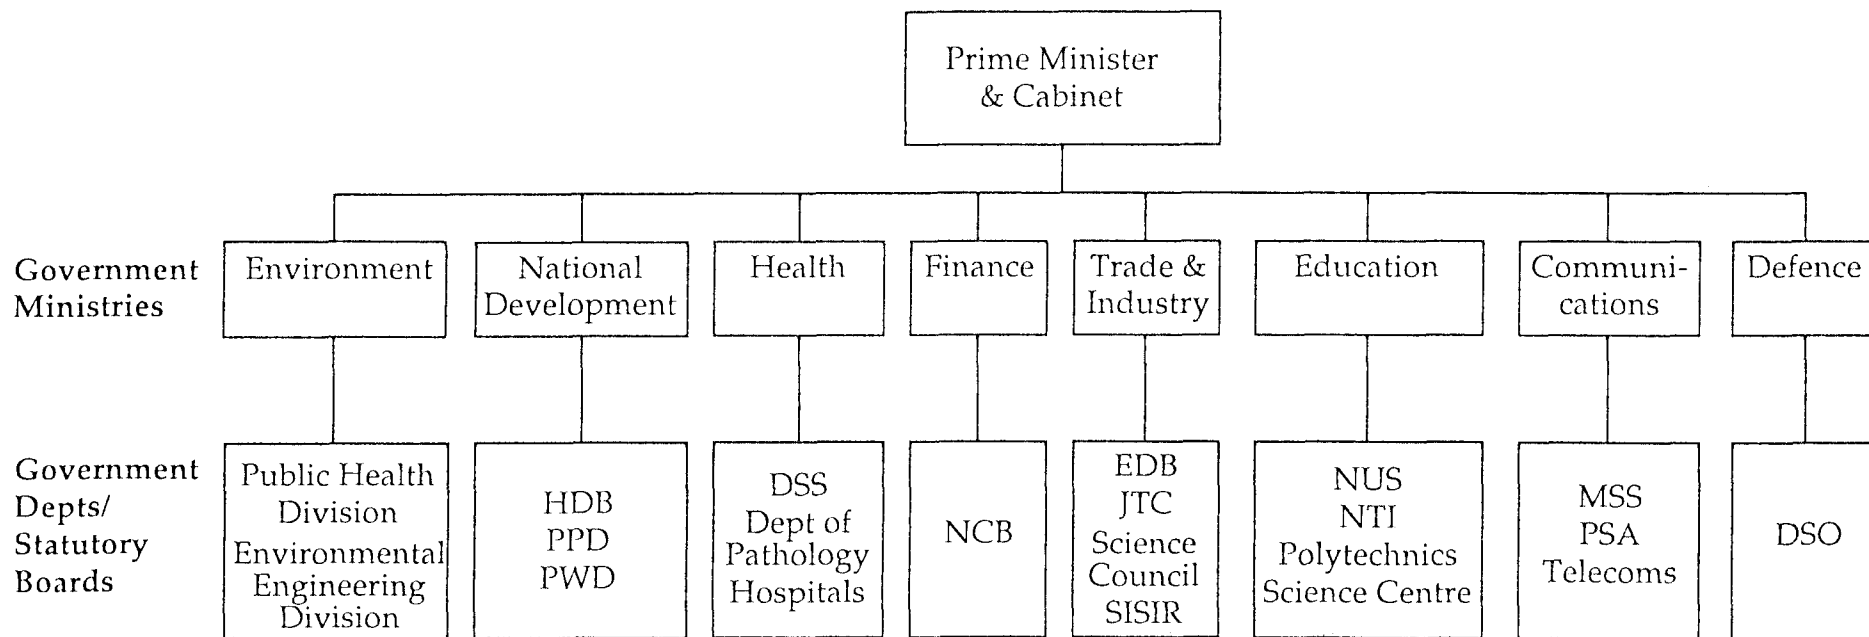 Prime Minister
& Cabinet
Government
Ministries
Environment
National
Development
Health
Finance
Trade &
Industry
Education
Communi-
cations
Defence
Government
Depts/
Statutory
Boards
Public Health
Division
Environmental
Engineering
Division
HDB
PPD
PWD
DSS
Dept of
Pathology
Hospitals
NCB
EDB
JTC
Science
Council
SISIR
NUS
NTI
Polytechnics
Science Centre
MSS
PSA
Telecoms
DSO